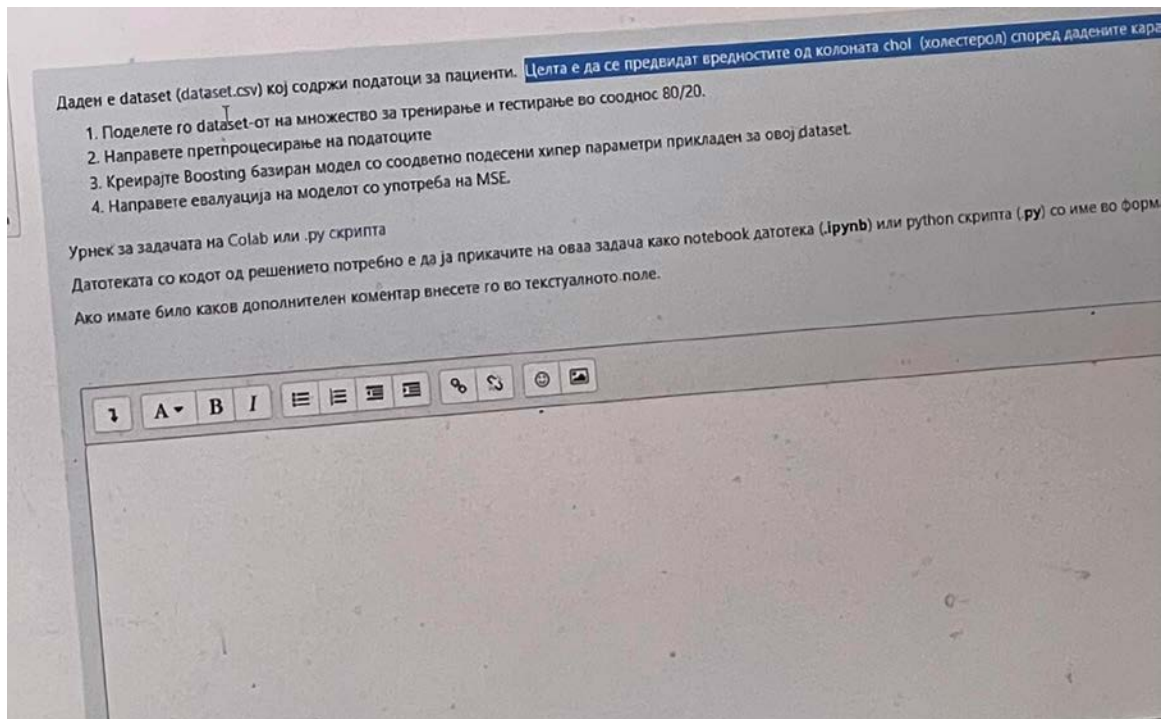 Даден е dataset (dataset.csv) кој содржи податоци за пациенти. Целта е да се предвидат вредностите од колоната chol (холестерол) според дадените кара
1. Поделете го dataset-от на множество за тренирање и тестирање во сооднос 80/20.
2. Направете претпроцесирање на податоците
3. Креирајте Boosting базиран модел со соодветно подесени хипер параметри прикладен за овој dataset.
4. Направете евалуација на моделот со употреба на MSE.
Урнек за задачата на Colab или .py скрипта
Датотеката со кодот од решението потребно е да ја прикачите на оваа задача како notebook датотека (.ipynb) или python скрипта (.py) со име во форм
Ако имате било каков дополнителен коментар внесете го во текстуалното поле.
A B I